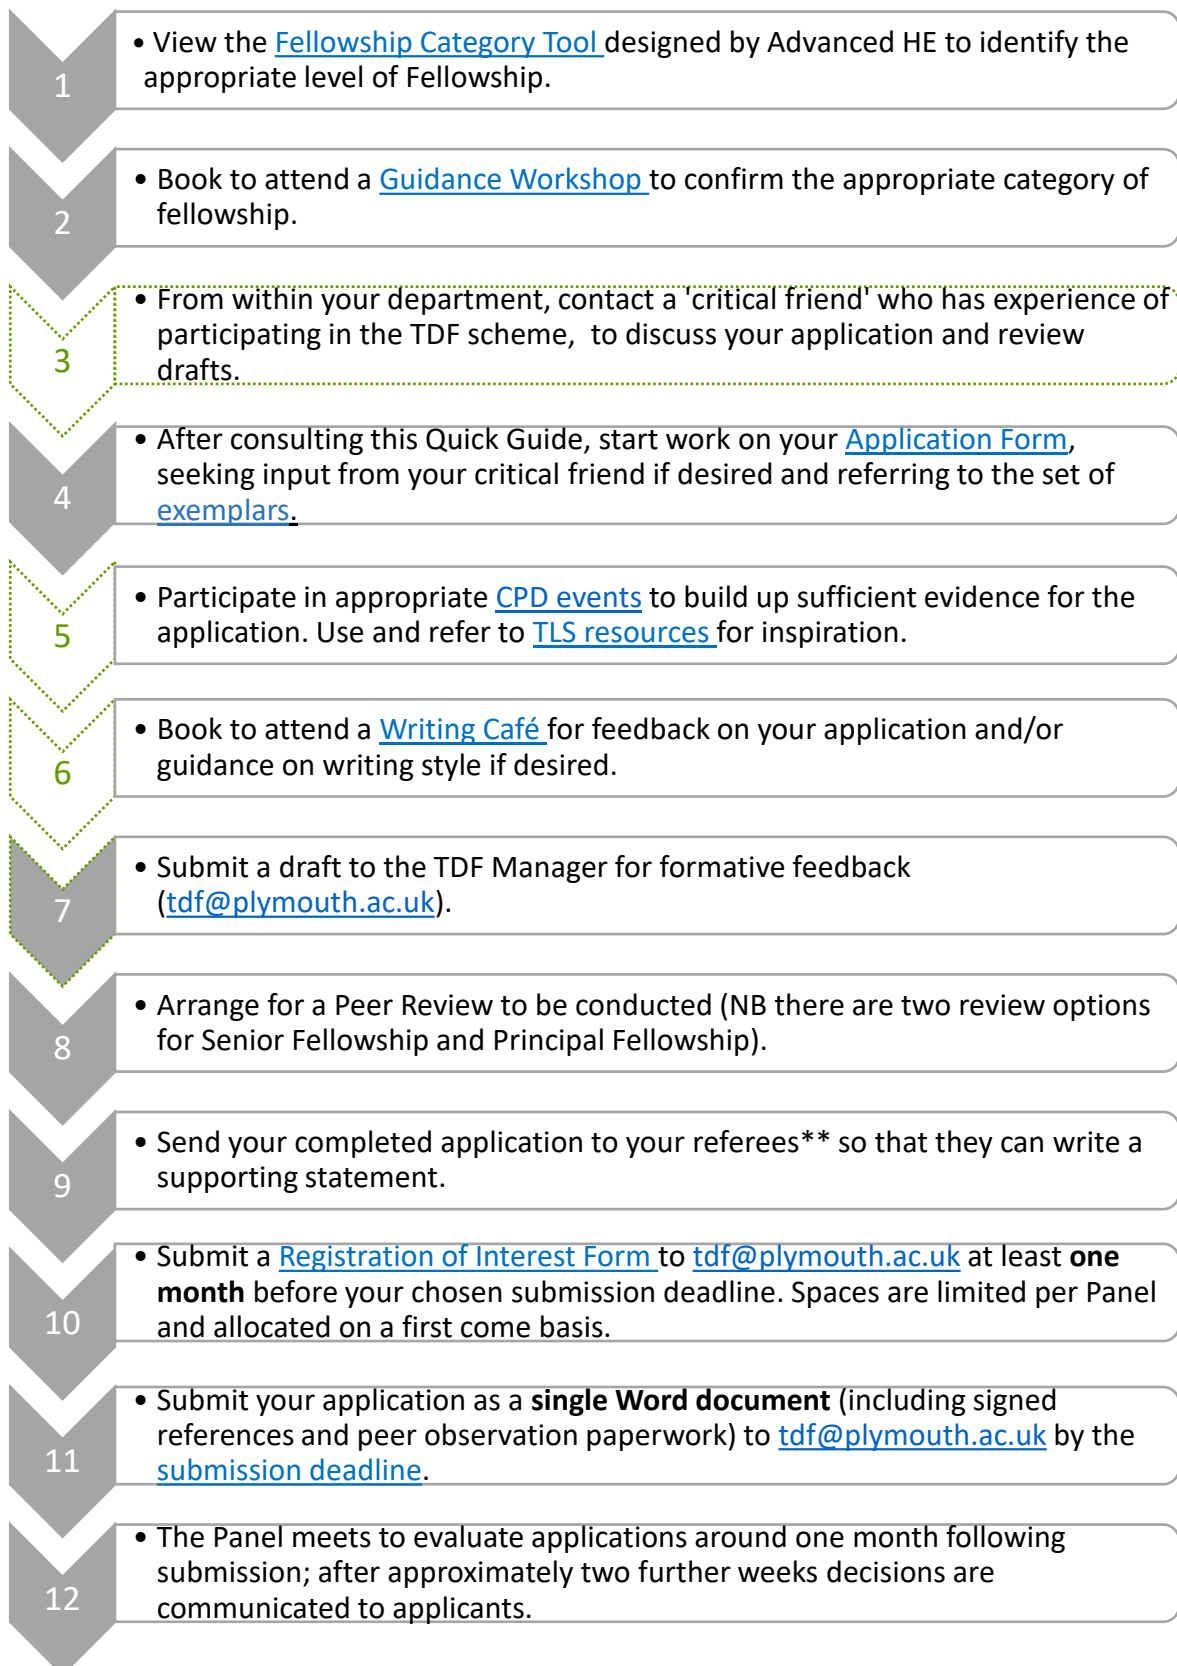 1
• View the Fellowship Category Tool designed by Advanced HE to identify the
appropriate level of Fellowship.
2
• Book to attend a Guidance Workshop to confirm the appropriate category of
fellowship.
3
• From within your department, contact a 'critical friend' who has experience of
participating in the TDF scheme,  to discuss your application and review
drafts.
4
• After consulting this Quick Guide, start work on your Application Form,
seeking input from your critical friend if desired and referring to the set of
exemplars.
5
• Participate in appropriate CPD events to build up sufficient evidence for the
application. Use and refer to TLS resources for inspiration.
6
• Book to attend a Writing Café for feedback on your application and/or
guidance on writing style if desired.
7
• Submit a draft to the TDF Manager for formative feedback
(tdf@plymouth.ac.uk).
8
• Arrange for a Peer Review to be conducted (NB there are two review options
for Senior Fellowship and Principal Fellowship).
9
• Send your completed application to your referees** so that they can write a
supporting statement.
10
• Submit a Registration of Interest Form to tdf@plymouth.ac.uk at least one
month before your chosen submission deadline. Spaces are limited per Panel
and allocated on a first come basis.
11
• Submit your application as a single Word document (including signed
references and peer observation paperwork) to tdf@plymouth.ac.uk by the
submission deadline.
12
• The Panel meets to evaluate applications around one month following
submission; after approximately two further weeks decisions are
communicated to applicants.